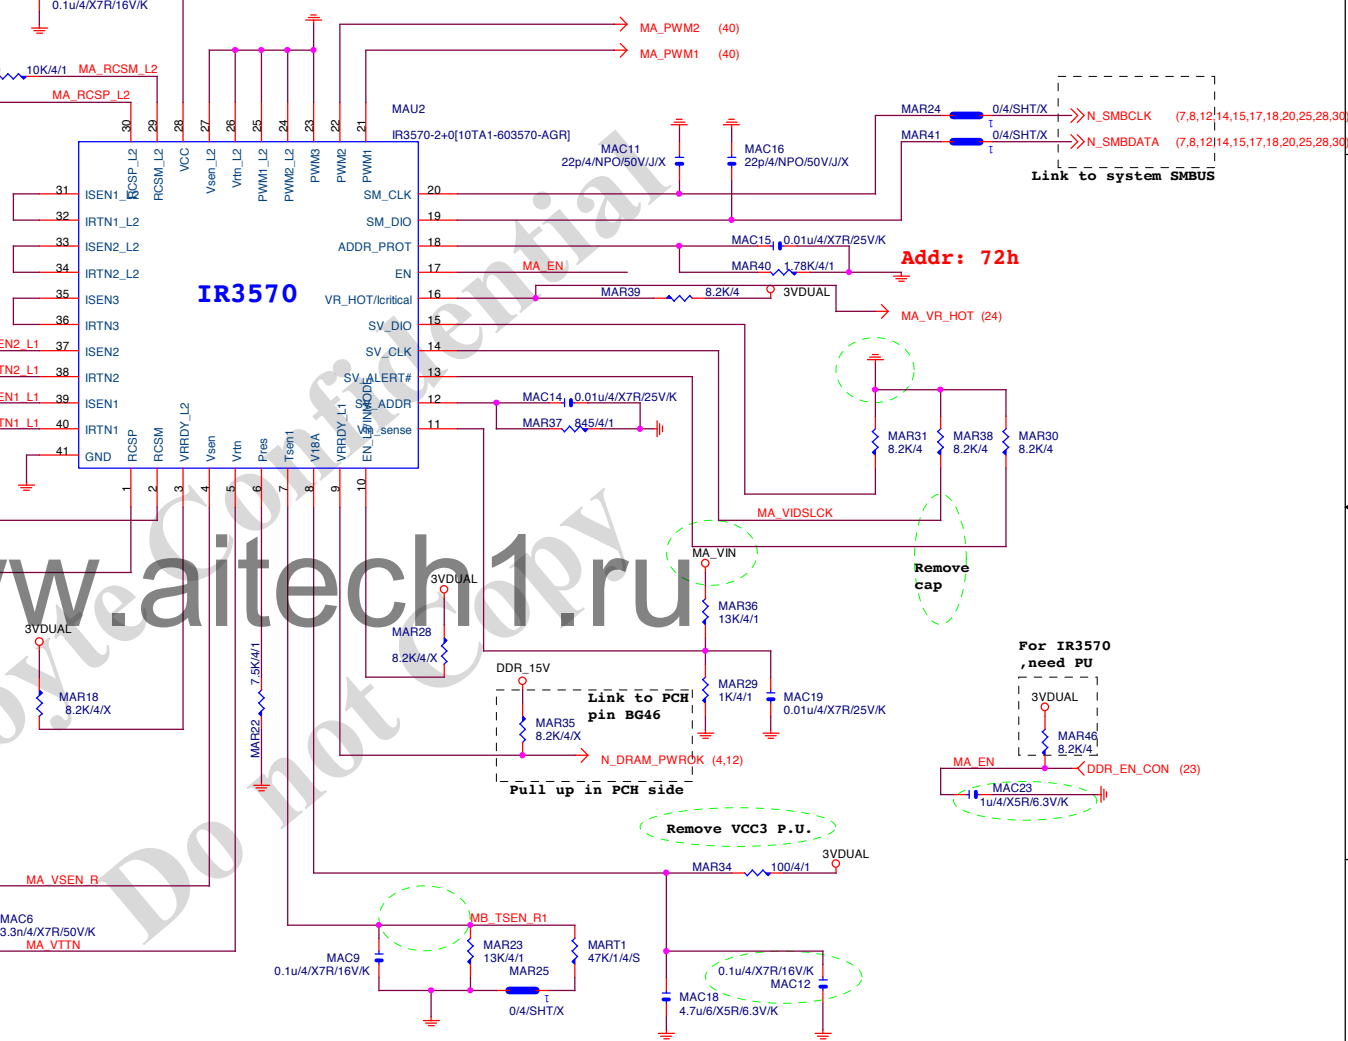 0.1u/4/X7R/16V/K
MA_PWM2 (40)
MA_PWM1 (40)
10K/4/1 MA_RCSM_L2
MA_RCSP_L2
30
29
28
27
26
25
24
23
22
21
MAU2
IR3570-2+0[10TA1-603570-AGR]
RCSP_L2
RCSM_L2
VCC
Vsen_L2
Vrtn_L2
PWM1_L2
PWM2_L2
PWM3
PWM2
PWM1
MAR24 0/4/SHT/X
1
N_SMBCLK (7,8,12,14,15,17,18,20,25,28,30)
MAR41 0/4/SHT/X
1
N_SMBDATA (7,8,12,14,15,17,18,20,25,28,30)
Link to system SMBUS
MAC11
22p/4/NPO/50V/J/X
MAC16
22p/4/NPO/50V/J/X
31 ISEN1_L2
32 IRTN1_L2
33 ISEN2_L2
34 IRTN2_L2
35 ISEN3
36 IRTN3
EN2_L1 37 ISEN2
TN2_L1 38 IRTN2
EN1_L1 39 ISEN1
TN1_L1 40 IRTN1
41 GND
IR3570
SM_CLK 20
SM_DIO 19
ADDR_PROT 18
EN 17
VR_HOT/Icritical 16
SV_DIO 15
SV_CLK 14
SV_ALERT# 13
SV_ADDR 12
Vin_sense 11
MAC15 0.01u/4/X7R/25V/K
MAR40 1.78K/4/1
Addr: 72h
MA_EN
MAR39 8.2K/4 3VDUAL
MA_VR_HOT (24)
MAC14 0.01u/4/X7R/25V/K
MAR37 845/4/1
RCSP
RCSM
VRRDY_L2
Vsen
Vrtn
Pres
Tsen1
V18A
VRRDY_L1
EN_L2/INMODE
1
2
3
4
5
6
7
8
9
10
MAR31
8.2K/4
MAR38
8.2K/4
MAR30
8.2K/4
MA_VIDSLCK
Remove
cap
MA_VIN
MAR36
13K/4/1
MAR29
1K/4/1
MAC19
0.01u/4/X7R/25V/K
3VDUAL
MAR28
8.2K/4/X
3VDUAL
MAR18
8.2K/4/X
MAR22 7.5K/4/1
DDR_15V
MAR35
8.2K/4/X
Link to PCH
pin BG46
N_DRAM_PWROK (4,12)
Pull up in PCH side
For IR3570
,need PU
3VDUAL
MAR46
8.2K/4
MA_EN
DDR_EN_CON (23)
MAC23
1u/4/X5R/6.3V/K
Remove VCC3 P.U.
3VDUAL
MAR34 100/4/1
MA_VSEN_R
MAC6
3.3n/4/X7R/50V/K
MA_VTTN
MB_TSEN_R1
MAC9
0.1u/4/X7R/16V/K
MAR23
13K/4/1
MAR25
1
0/4/SHT/X
MART1
47K/1/4/S
0.1u/4/X7R/16V/K
MAC12
MAC18
4.7u/6/X5R/6.3V/K
w.aitech1.ru
byte Confidential
Do not Copy